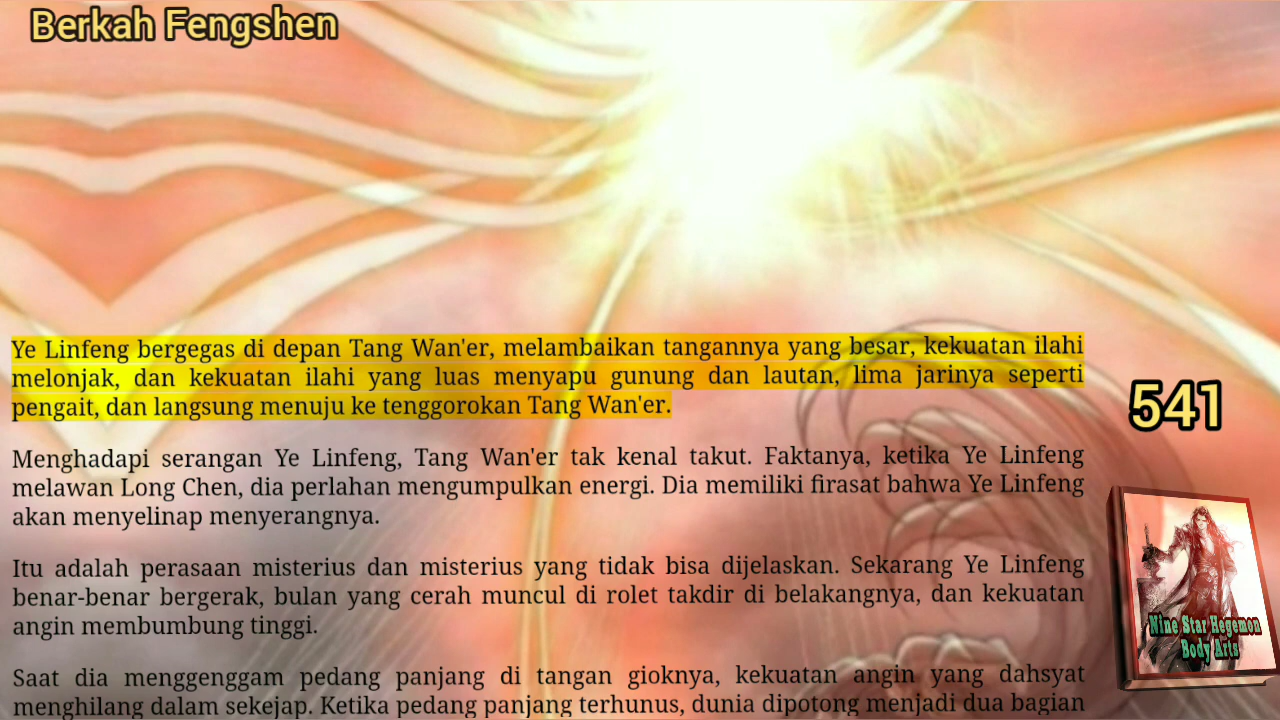 Berkah Fengshen
Ye Linfeng bergegas di depan Tang Wan'er, melambaikan tangannya yang besar, kekuatan ilahi
melonjak, dan kekuatan ilahi yang luas menyapu gunung dan lautan, lima jarinya seperti
pengait, dan langsung menuju ke tenggorokan Tang Wan'er.
Menghadapi serangan Ye Linfeng, Tang Wan'er tak kenal takut. Faktanya, ketika Ye Linfeng
melawan Long Chen, dia perlahan mengumpulkan energi. Dia memiliki firasat bahwa Ye Linfeng
akan menyelinap menyerangnya.
Itu adalah perasaan misterius dan misterius yang tidak bisa dijelaskan. Sekarang Ye Linfeng
benar-benar bergerak, bulan yang cerah muncul di rolet takdir di belakangnya, dan kekuatan
angin membumbung tinggi.
Saat dia menggenggam pedang panjang di tangan gioknya, kekuatan angin yang dahsyat
menghilang dalam sekejap. Ketika pedang panjang terhunus, dunia dipotong menjadi dua bagian
541
Nine Star Hegemon
Body Arts